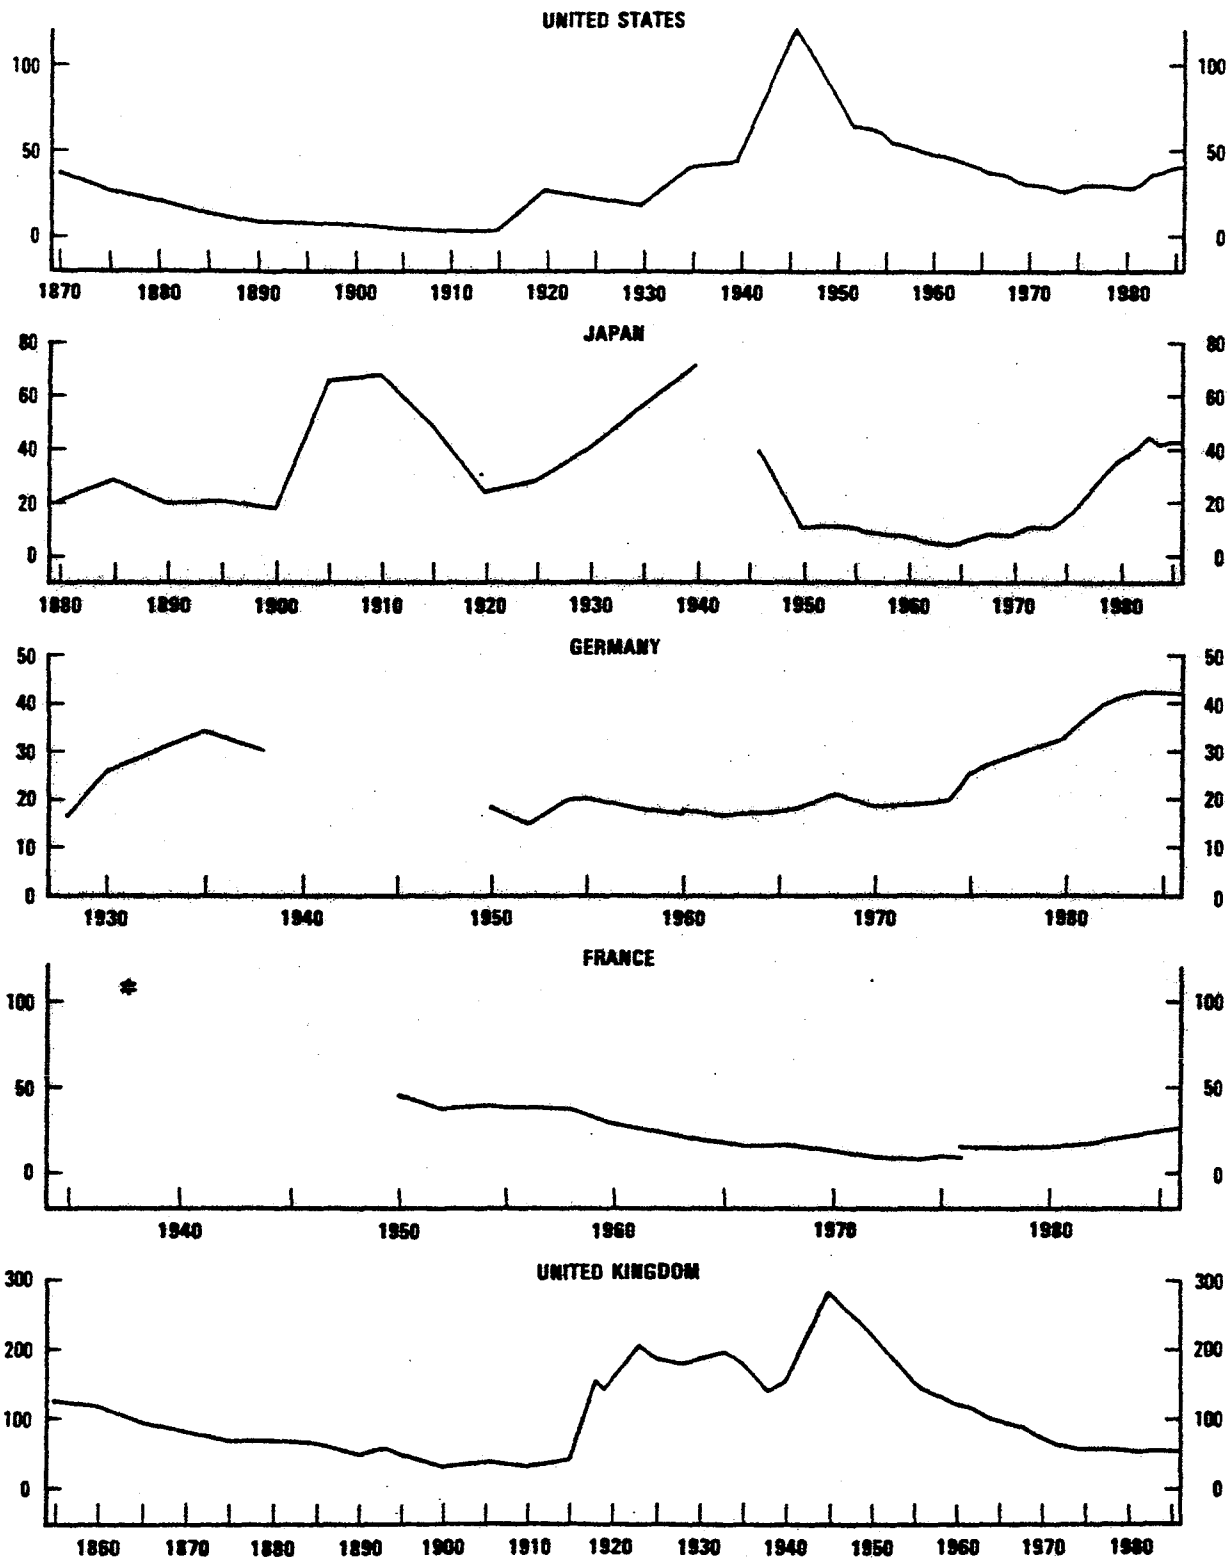 UNITED STATES
100 100
50 50
0 0
1870 1880 1890 1900 1910 1920 1930 1940 1950 1960 1970 1980
JAPAN
80 80
60 60
40 40
20 20
0 0
1880 1890 1900 1910 1920 1930 1940 1950 1960 1970 1980
GERMANY
50 50
40 40
30 30
20 20
10 10
0 0
1930 1940 1950 1960 1970 1980
FRANCE
*
100 100
50 50
0 0
1940 1950 1960 1970 1980
UNITED KINGDOM
300 300
200 200
100 100
0 0
1860 1870 1880 1890 1900 1910 1920 1930 1940 1950 1960 1970 1980